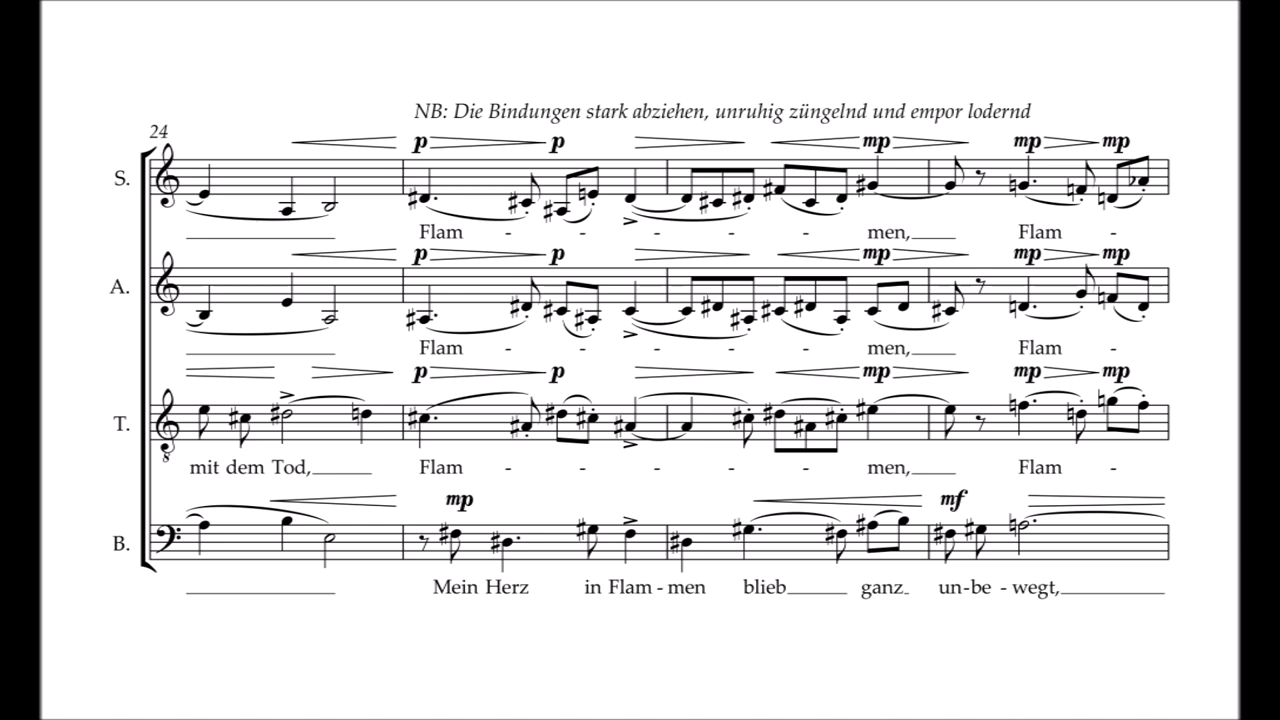 NB: Die Bindungen stark abziehen, unruhig züngelnd und empor lodernd
24
p p mp mp mp
S.
Flam - - - - - men, Flam -
p p mp mp mp
A.
Flam - - - - - men, Flam -
p p mp mp mp
T.
8
mit dem Tod, Flam - - - - - men, Flam -
mp mf
B.
Mein Herz in Flam - men blieb ganz un-be - wegt,